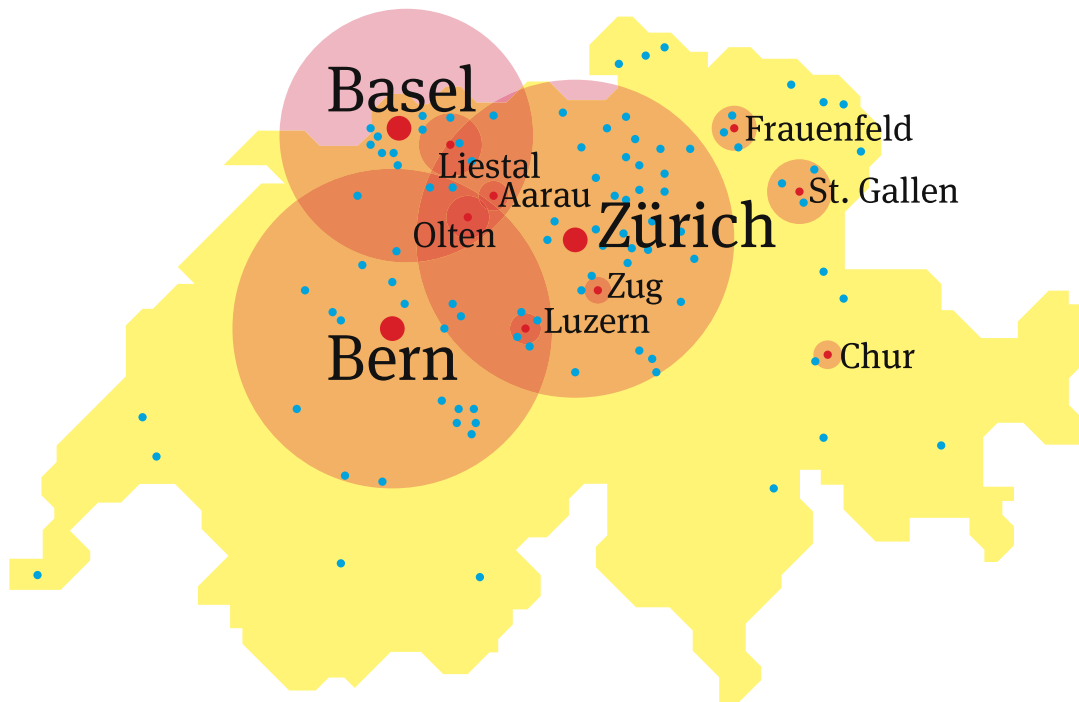 Basel
Frauenfeld
Liestal
Aarau
St. Gallen
Olten
Zürich
Zug
Luzern
Bern
Chur